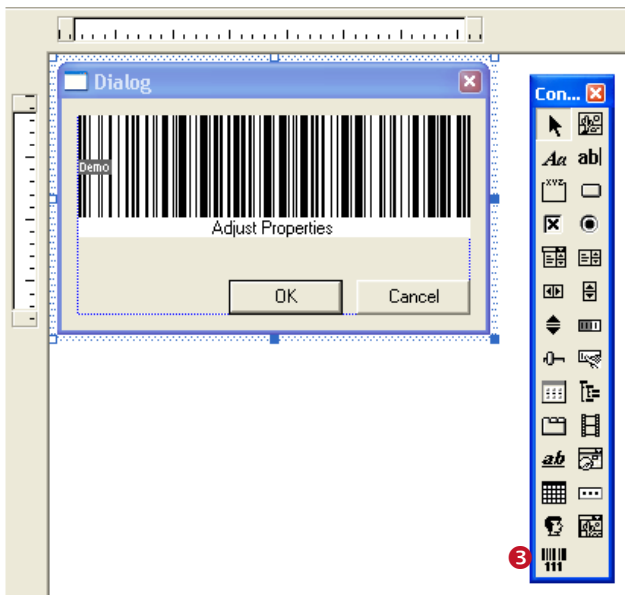 Dialog
Demo
Adjust Properties
OK
Cancel
Con...
Aa
ab|
XYZ
ab
3
111